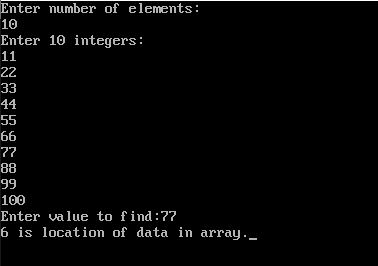 Enter number of elements:
10
Enter 10 integers:
11
22
33
44
55
66
77
88
99
100
Enter value to find:77
6 is location of data in array._